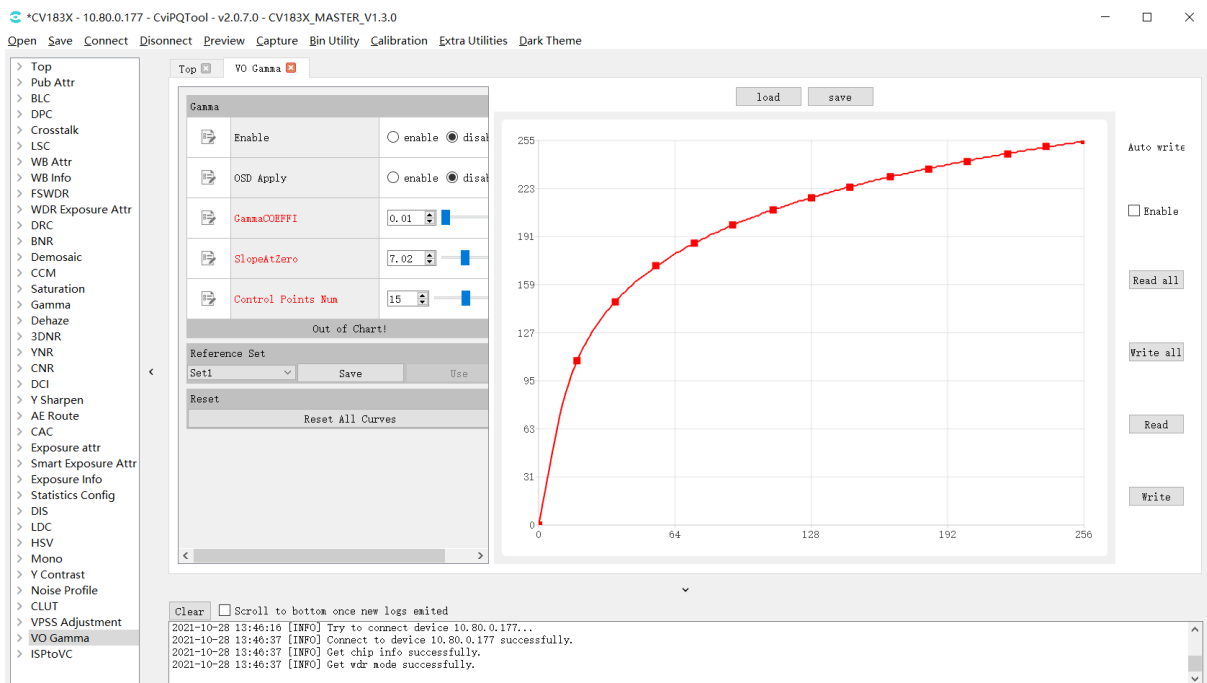 *CV183X - 10.80.0.177 - CviPQTool - v2.0.7.0 - CV183X_MASTER_V1.3.0
Open Save Connect Disonnect Preview Capture Bin Utility Calibration Extra Utilities Dark Theme
Top
Pub Attr
BLC
DPC
Crosstalk
LSC
WB Attr
WB Info
FSWDR
WDR Exposure Attr
DRC
BNR
Demosaic
CCM
Saturation
Gamma
Dehaze
3DNR
YNR
CNR
DCI
Y Sharpen
AE Route
CAC
Exposure attr
Smart Exposure Attr
Exposure Info
Statistics Config
DIS
LDC
HSV
Mono
Y Contrast
Noise Profile
CLUT
VPSS Adjustment
VO Gamma
ISPtoVC
Top VO Gamma
Gamma
Enable enable disal
OSD Apply enable disal
GammaCOEFFI 0.01
SlopeAtZero 7.02
Control Points Num 15
Out of Chart!
Reference Set
Set1 Save Use
Reset
Reset All Curves
load save
255
223
191
159
127
95
63
31
0
0 64 128 192 256
Auto write
Enable
Read all
Write all
Read
Write
Clear Scroll to bottom once new logs emited
2021-10-28 13:46:16 [INFO] Try to connect device 10.80.0.177...
2021-10-28 13:46:37 [INFO] Connect to device 10.80.0.177 successfully.
2021-10-28 13:46:37 [INFO] Get chip info successfully.
2021-10-28 13:46:37 [INFO] Get wdr mode successfully.